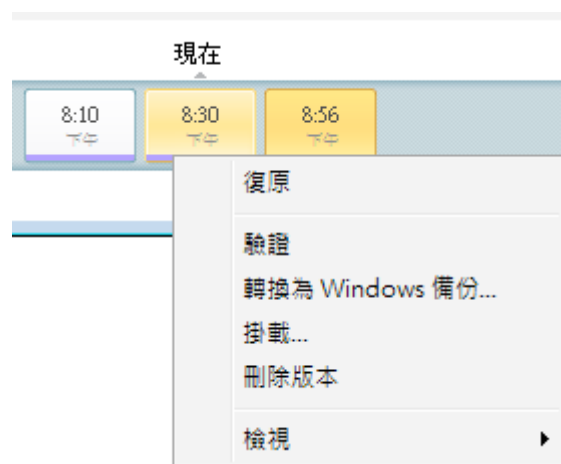 現在
8:10
下午
8:30
下午
8:56
下午
復原
驗證
轉換為 Windows 備份...
掛載...
刪除版本
檢視